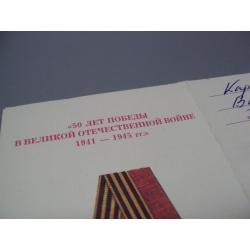 «50 ЛЕТ ПОБЕДЫ
В ВЕЛИКОЙ ОТЕЧЕСТВЕННОЙ ВОЙНЕ
1941 — 1945 гг.»